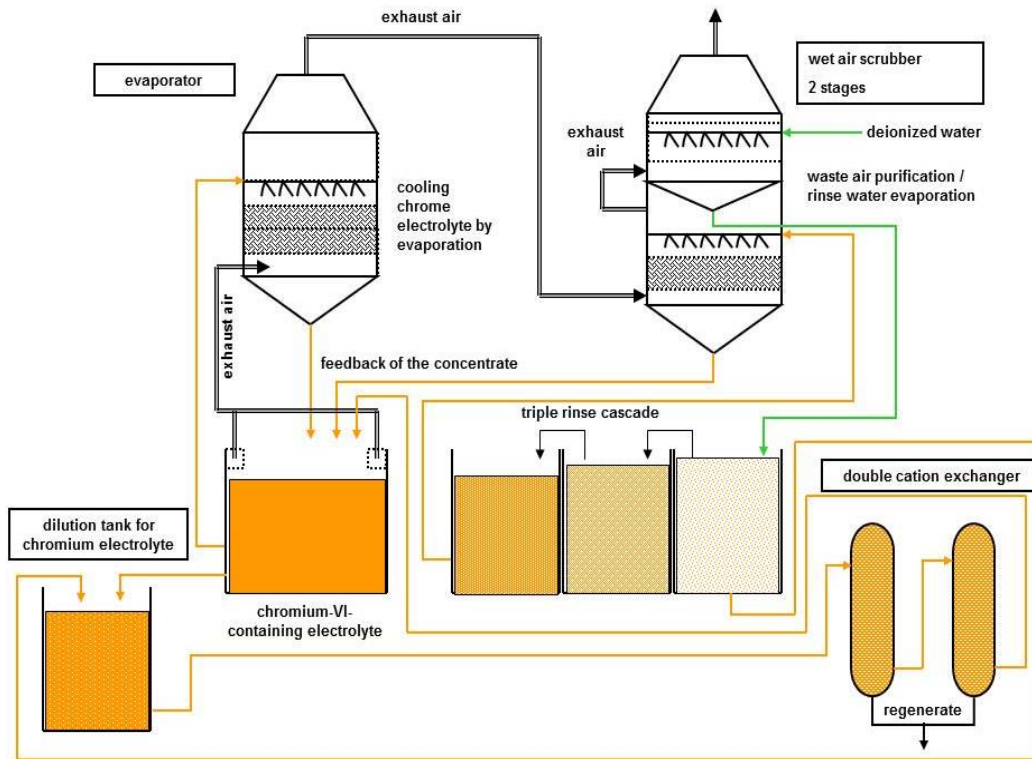 exhaust air
evaporator
wet air scrubber
2 stages
exhaust
air
deionized water
cooling
chrome
electrolyte by
evaporation
waste air purification /
rinse water evaporation
exhaust air
feedback of the concentrate
triple rinse cascade
double cation exchanger
dilution tank for
chromium electrolyte
chromium-VI-
containing electrolyte
regenerate